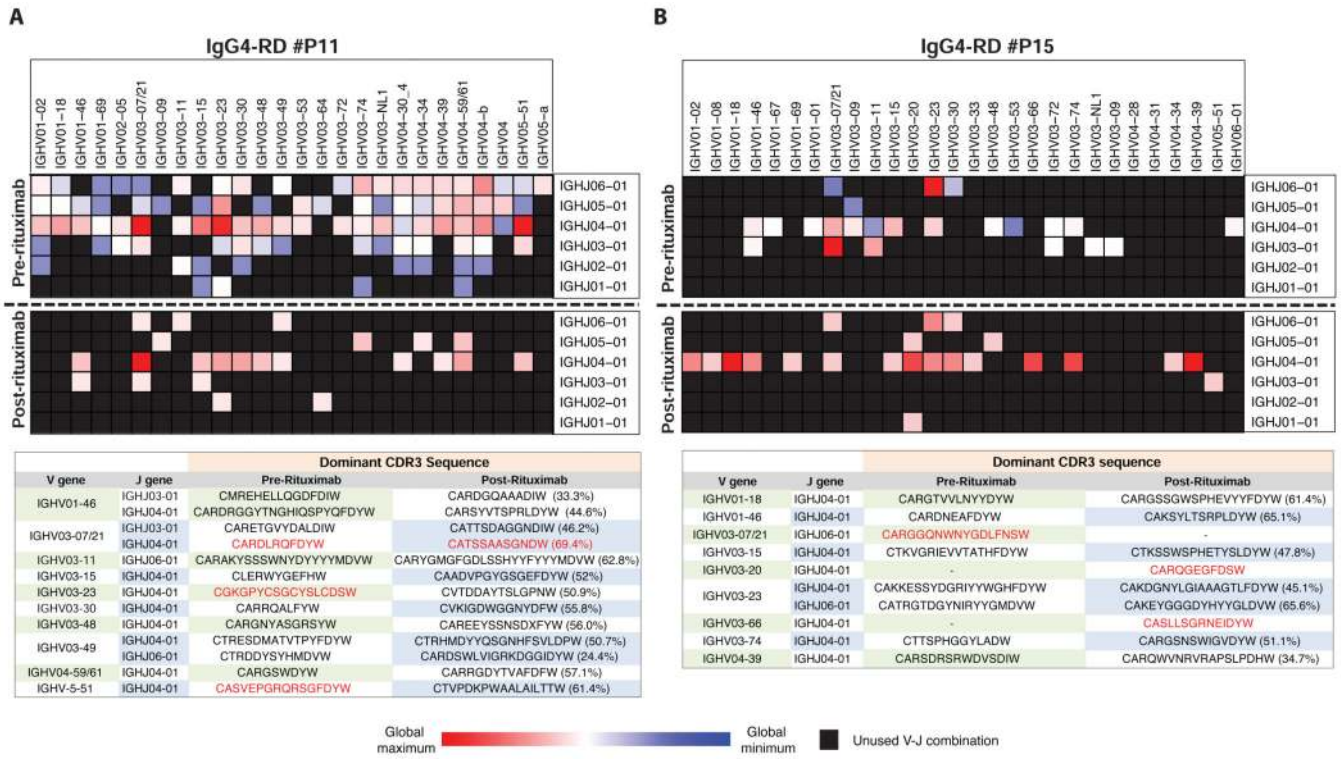 A
IgG4-RD #P11
IGHV01-02
IGHV01-18
IGHV01-46
IGHV01-69
IGHV02-05
IGHV03-07/21
IGHV03-09
IGHV03-11
IGHV03-15
IGHV03-23
IGHV03-30
IGHV03-48
IGHV03-49
IGHV03-53
IGHV03-64
IGHV03-72
IGHV03-74
IGHV03-NL1
IGHV04-30_4
IGHV04-34
IGHV04-39
IGHV04-59/61
IGHV04-b
IGHV04
IGHV05-51
IGHV05-a
Pre-rituximab
IGHJ06-01
IGHJ05-01
IGHJ04-01
IGHJ03-01
IGHJ02-01
IGHJ01-01
Post-rituximab
IGHJ06-01
IGHJ05-01
IGHJ04-01
IGHJ03-01
IGHJ02-01
IGHJ01-01
Dominant CDR3 Sequence
V gene J gene Pre-Rituximab Post-Rituximab
IGHV01-46 IGHJ03-01 CMREHELLQGDFDIW CARDGQAAADIW (33.3%)
IGHJ04-01 CARDRGGYTNGHIQSPYQFDYW CARSYVTSPRLDYW (44.6%)
IGHV03-07/21 IGHJ03-01 CARETGVYDALDIW CATTSDAGGNDIW (46.2%)
IGHJ04-01 CARDLRQFDYW CATSSAASGNDW (69.4%)
IGHV03-11 IGHJ06-01 CARAKYSSSWNYDYYYYMDVW CARYGMGFGDLSSHYYFYYYMDVW (62.8%)
IGHV03-15 IGHJ04-01 CLERWYGEFHW CAADVPGYGSGEFDYW (52%)
IGHV03-23 IGHJ04-01 CGKGPYCSGCYSLCDSW CVTDDAYTSLGPNW (50.9%)
IGHV03-30 IGHJ04-01 CARRQALFYW CVKIGDWGGNYDFW (55.8%)
IGHV03-48 IGHJ04-01 CARGNYASGRSYW CAREEYSSNSDXFYW (56.0%)
IGHV03-49 IGHJ04-01 CTRESDMATVTPYFDYW CTRHMDYYQSGNHFSVLDPW (50.7%)
IGHJ06-01 CTRDDYSYHMDVW CARDSWLVIGRKDGGIDYW (24.4%)
IGHV04-59/61 IGHJ04-01 CARGSWDYW CARRGDYTVAFDFW (57.1%)
IGHV-5-51 IGHJ04-01 CASVEPGRQRSGFDYW CTVPDKPWAALAILTTW (61.4%)
B
IgG4-RD #P15
IGHV01-02
IGHV01-08
IGHV01-18
IGHV01-46
IGHV01-67
IGHV01-69
IGHV01-01
IGHV03-07/21
IGHV03-09
IGHV03-11
IGHV03-15
IGHV03-20
IGHV03-23
IGHV03-30
IGHV03-33
IGHV03-48
IGHV03-53
IGHV03-66
IGHV03-72
IGHV03-74
IGHV03-NL1
IGHV03-09
IGHV04-28
IGHV04-31
IGHV04-34
IGHV04-39
IGHV05-51
IGHV06-01
Pre-rituximab
IGHJ06-01
IGHJ05-01
IGHJ04-01
IGHJ03-01
IGHJ02-01
IGHJ01-01
Post-rituximab
IGHJ06-01
IGHJ05-01
IGHJ04-01
IGHJ03-01
IGHJ02-01
IGHJ01-01
Dominant CDR3 sequence
V gene J gene Pre-Rituximab Post-Rituximab
IGHV01-18 IGHJ04-01 CARGTVVLNYYDYW CARGSSGWSPHEVYYFDYW (61.4%)
IGHV01-46 IGHJ04-01 CARDNEAFDYW CAKSYLTSRPLDYW (65.1%)
IGHV03-07/21 IGHJ06-01 CARGGQNWNYGDLFNSW -
IGHV03-15 IGHJ04-01 CTKVGRIEVVTATHFDYW CTKSSWSPHETYSLDYW (47.8%)
IGHV03-20 IGHJ04-01 - CARQGEGFDSW
IGHV03-23 IGHJ04-01 CAKKESSYDGRIYYWGHFDYW CAKDGNYLGIAAAGTLFDYW (45.1%)
IGHJ06-01 CATRGTDGYNIRYYGMDVW CAKEYGGGDYHYYGLDVW (65.6%)
IGHV03-66 IGHJ04-01 - CASLLSGRNEIDYW
IGHV03-74 IGHJ04-01 CTTSPHGGYLADW CARGSNSWIGVDYW (51.1%)
IGHV04-39 IGHJ04-01 CARSDRSRWDVSDIW CARQWVNRVRAPSLPDHW (34.7%)
Global maximum
Global minimum
Unused V-J combination